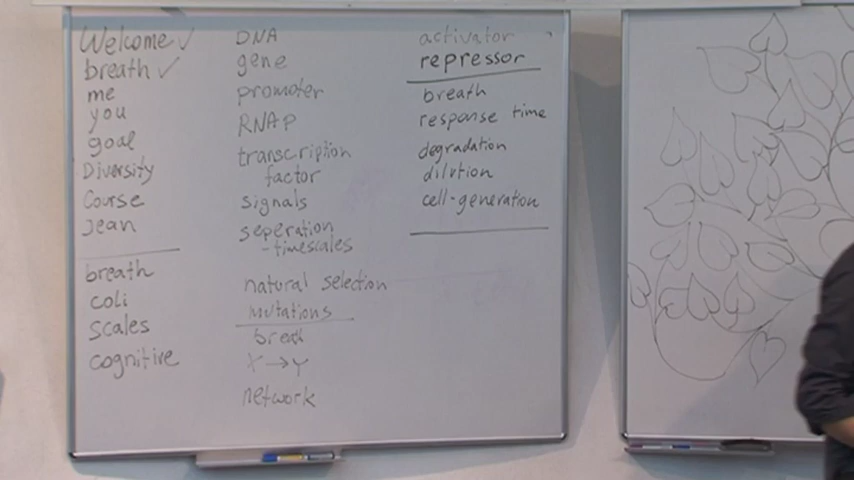 Welcome ✓
breath ✓
me
you
goal
Diversity
Course
Jean
breath
coli
Scales
cognitive
DNA
gene
promoter
RNAP
transcription
factor
signals
seperation
-timescales
natural selection
mutations
X → Y
network
activator
repressor
breath
response time
degradation
dilution
cell-generation